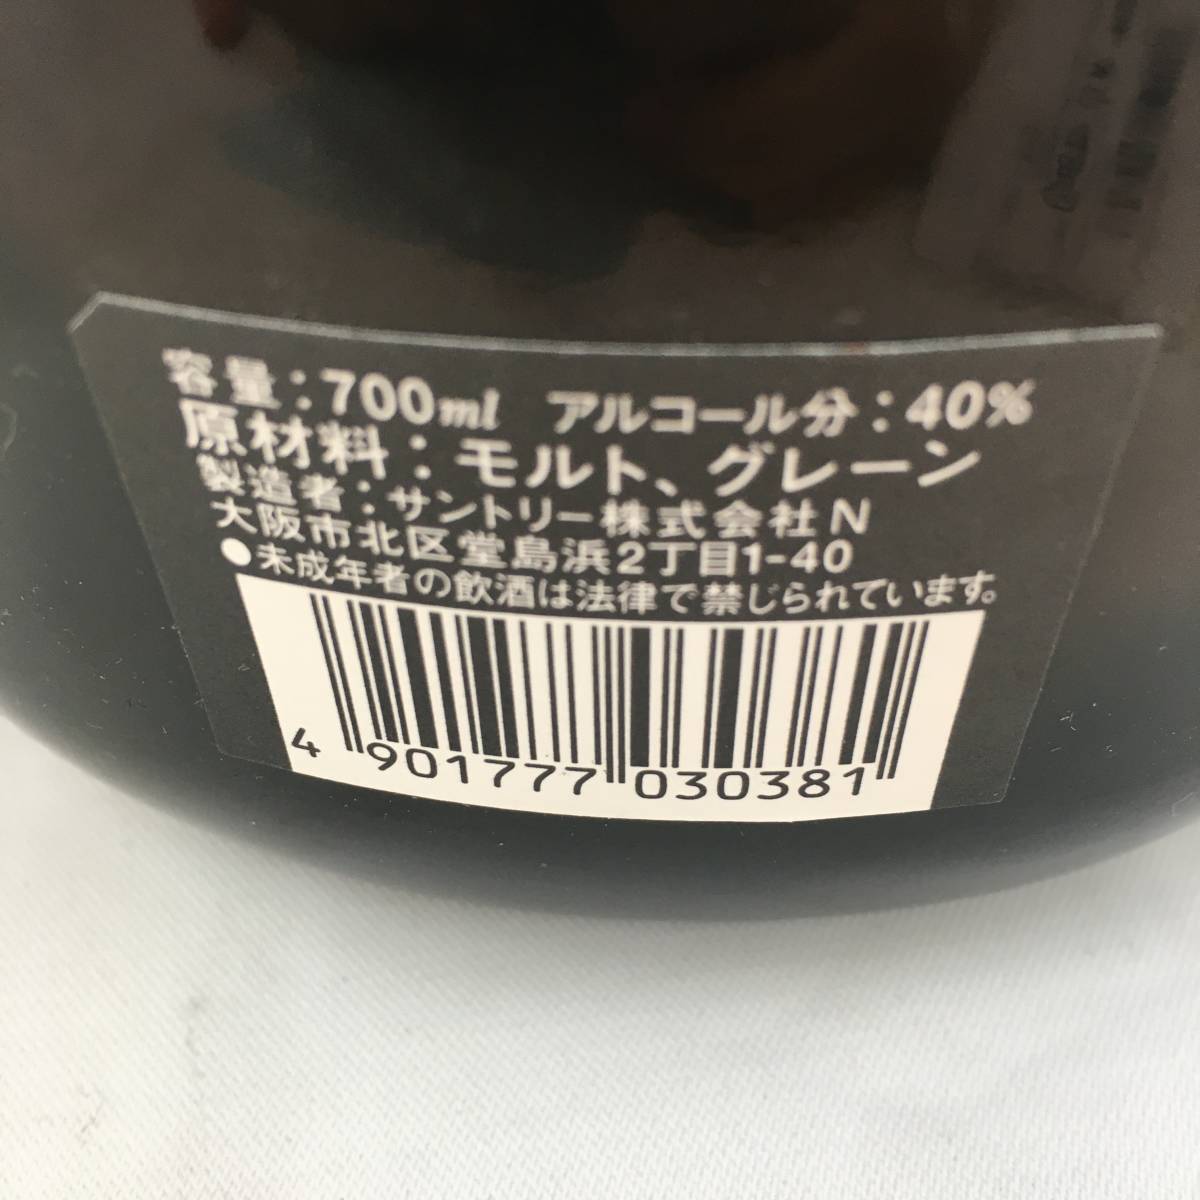 容量：700ml アルコール分：40%
原材料：モルト、グレーン
製造者：サントリー株式会社N
大阪市北区堂島浜2丁目1-40
●未成年者の飲酒は法律で禁じられています。
4 901777 030381